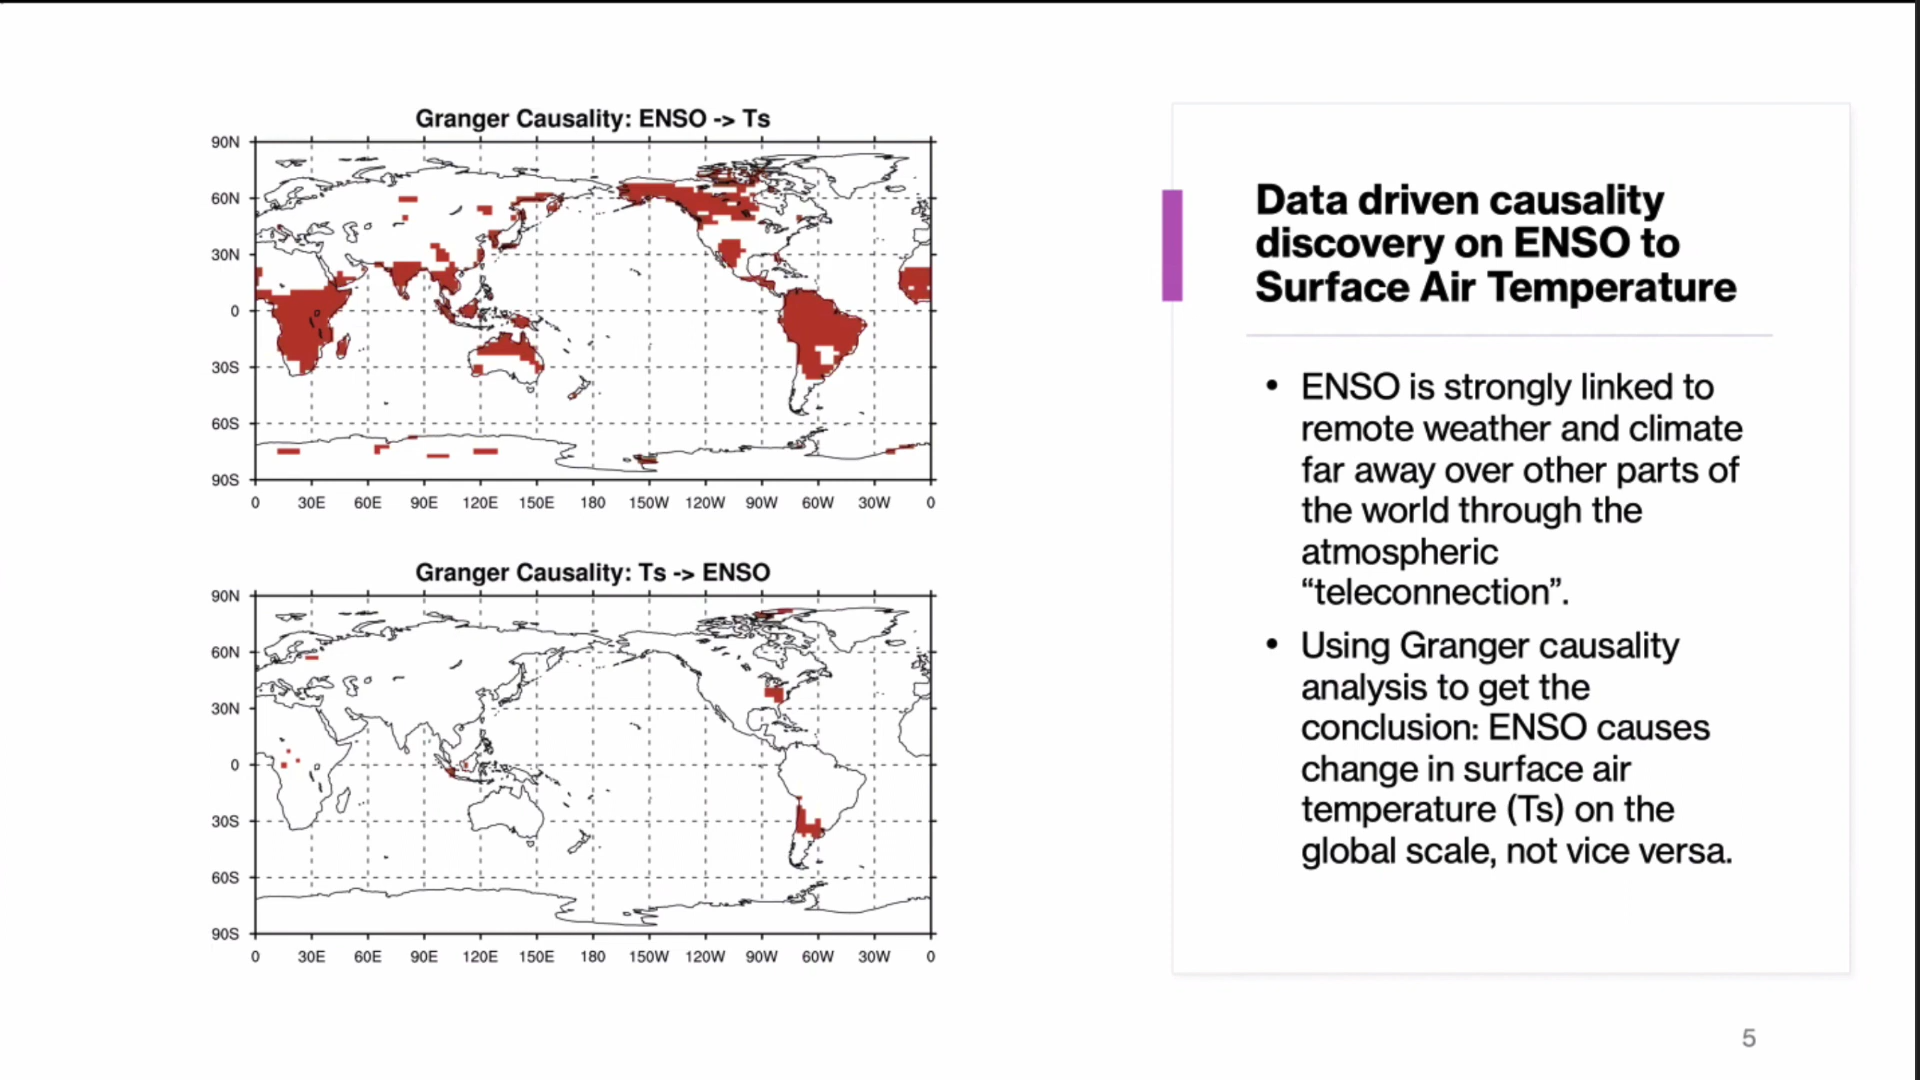 Granger Causality: ENSO -> Ts
90N
60N
30N
0
30S
60S
90S
0 30E 60E 90E 120E 150E 180 150W 120W 90W 60W 30W 0
Granger Causality: Ts -> ENSO
90N
60N
30N
0
30S
60S
90S
0 30E 60E 90E 120E 150E 180 150W 120W 90W 60W 30W 0
Data driven causality
discovery on ENSO to
Surface Air Temperature
• ENSO is strongly linked to
remote weather and climate
far away over other parts of
the world through the
atmospheric
“teleconnection”.
• Using Granger causality
analysis to get the
conclusion: ENSO causes
change in surface air
temperature (Ts) on the
global scale, not vice versa.
5